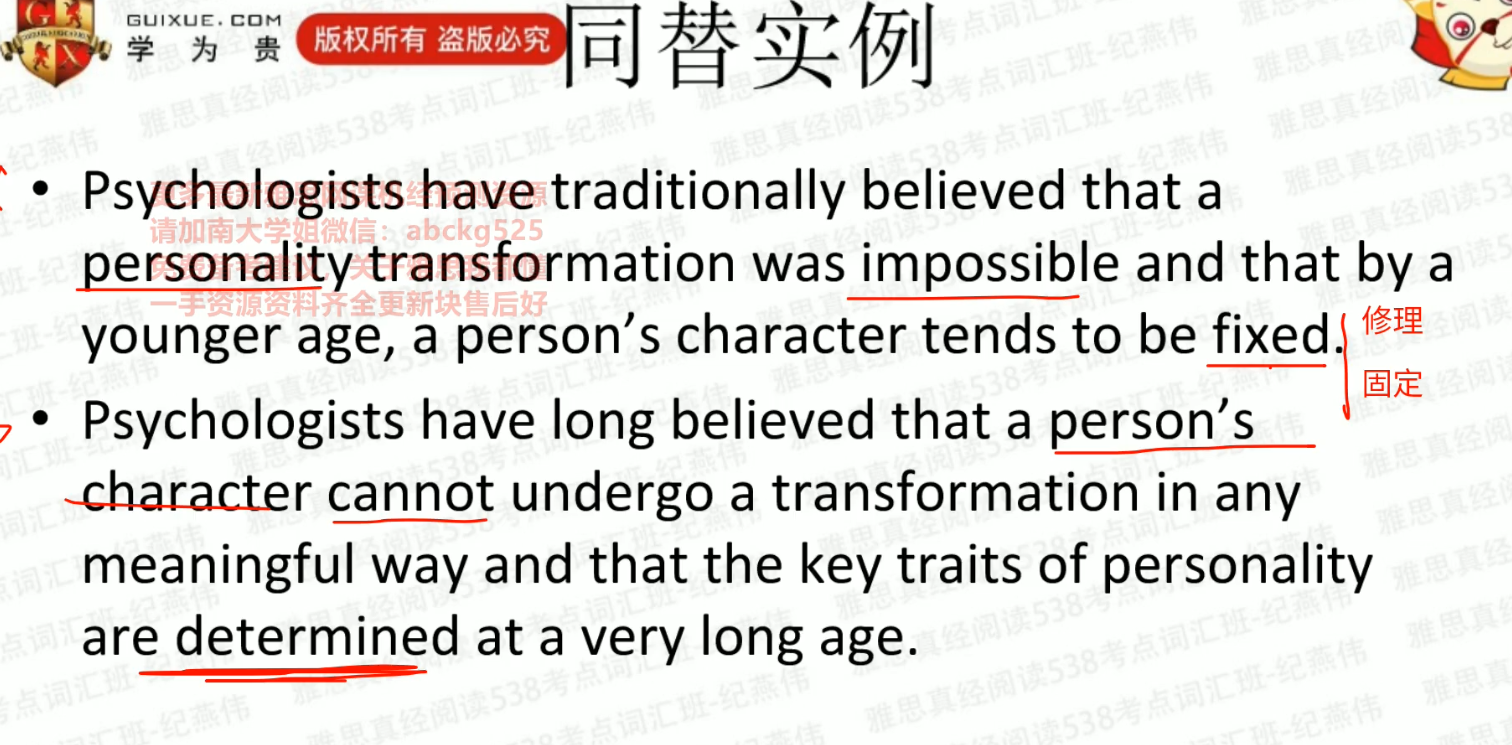 GUIXUE.COM
学 为 贵
版权所有 盗版必究
同替实例
• Psychologists have traditionally believed that a
请加南大学姐微信：abckg525
personality transformation was impossible and that by a
一手资源资料齐全更新块售后好
younger age, a person’s character tends to be fixed.
修理
固定
• Psychologists have long believed that a person’s
character cannot undergo a transformation in any
meaningful way and that the key traits of personality
are determined at a very long age.
雅思真经阅读538考点词汇班-纪燕伟